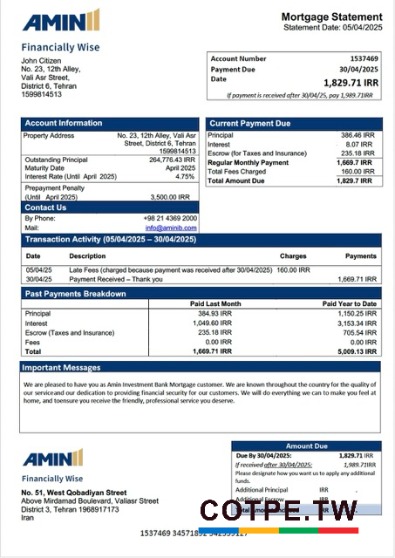 AMIN
Financially Wise
Mortgage Statement
Statement Date: 05/04/2025
John Citizen
No. 23, 12th Alley,
Vali Asr Street,
District 6, Tehran
1599814513
Account Number 1537469
Payment Due 30/04/2025
Date 1,829.71 IRR
if payment is received after 30/04/25, pay 1,989.71IRR
Account Information
Property Address No. 23, 12th Alley, Vali Asr
Street, District 6, Tehran
1599814513
Outstanding Principal 264,776.43 IRR
Maturity Date April 2025
Interest Rate (Until April 2025) 4.75%
Prepayment Penalty
(Until April 2025) 3,500.00 IRR
Contact Us
By Phone: +98 21 4369 2000
Mail: info@aminib.com
Current Payment Due
Principal 386.46 IRR
Interest 8.07 IRR
Escrow (for Taxes and Insurance) 235.18 IRR
Regular Monthly Payment 1,669.7 IRR
Total Fees Charged 160.00 IRR
Total Amount Due 1,829.7 IRR
Transaction Activity (05/04/2025 – 30/04/2025)
Date Description Charges Payments
05/04/25 Late Fees (charged because payment was received after 30/04/2025) 160.00 IRR
30/04/25 Payment Received – Thank you 1,669.71 IRR
Past Payments Breakdown
Paid Last Month Paid Year to Date
Principal 384.93 IRR 1,150.25 IRR
Interest 1,049.60 IRR 3,153.34 IRR
Escrow (Taxes and Insurance) 235.18 IRR 705.54 IRR
Fees 0.00 IRR 0.00 IRR
Total 1,669.71 IRR 5,009.13 IRR
Important Messages
We are pleased to have you as Amin Investment Bank Mortgage customer. We are known throughout the country for the quality of
our serviceand our dedication to providing financial security for our customers. We will do everything we can to make you feel at
home, and toensure you receive the friendly, professional service you deserve.
AMIN
Financially Wise
No. 51, West Qobadiyan Street
Above Mirdamad Boulevard, Valiasr Street
District 3, Tehran 1968917173
Iran
Amount Due
Due By 30/04/2025: 1,829.71 IRR
If received after 30/04/2025: 1,989.71IRR
Please designate how you want us to apply any additional
funds.
Additional Principal IRR
Additional Escrow IRR
COTPE.TW
1537469 34571892